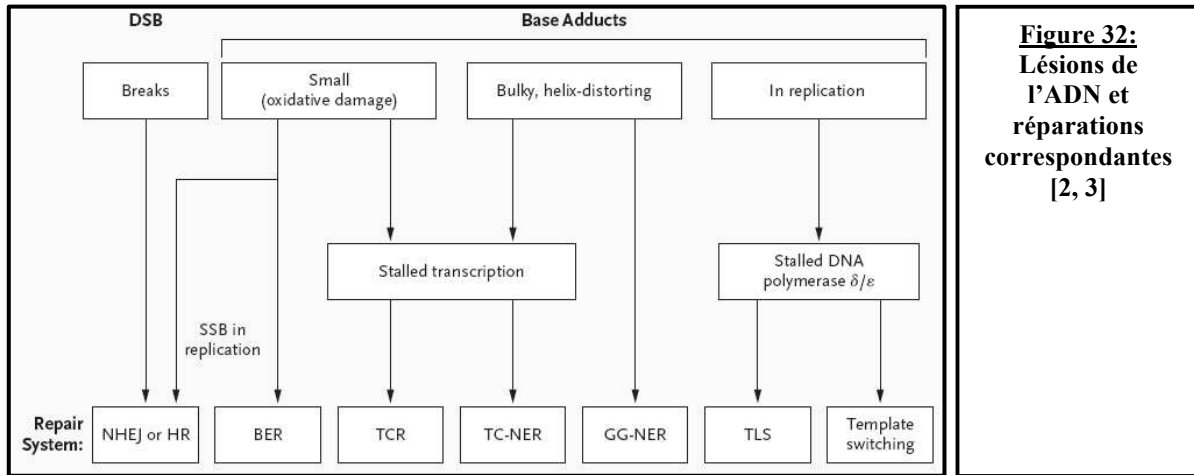 DSB
Base Adducts
Breaks
Small
(oxidative damage)
Bulky, helix-distorting
In replication
Stalled transcription
Stalled DNA
polymerase δ/ε
SSB in
replication
Repair
System:
NHEJ or HR
BER
TCR
TC-NER
GG-NER
TLS
Template
switching
Figure 32:
Lésions de
l’ADN et
réparations
correspondantes
[2, 3]